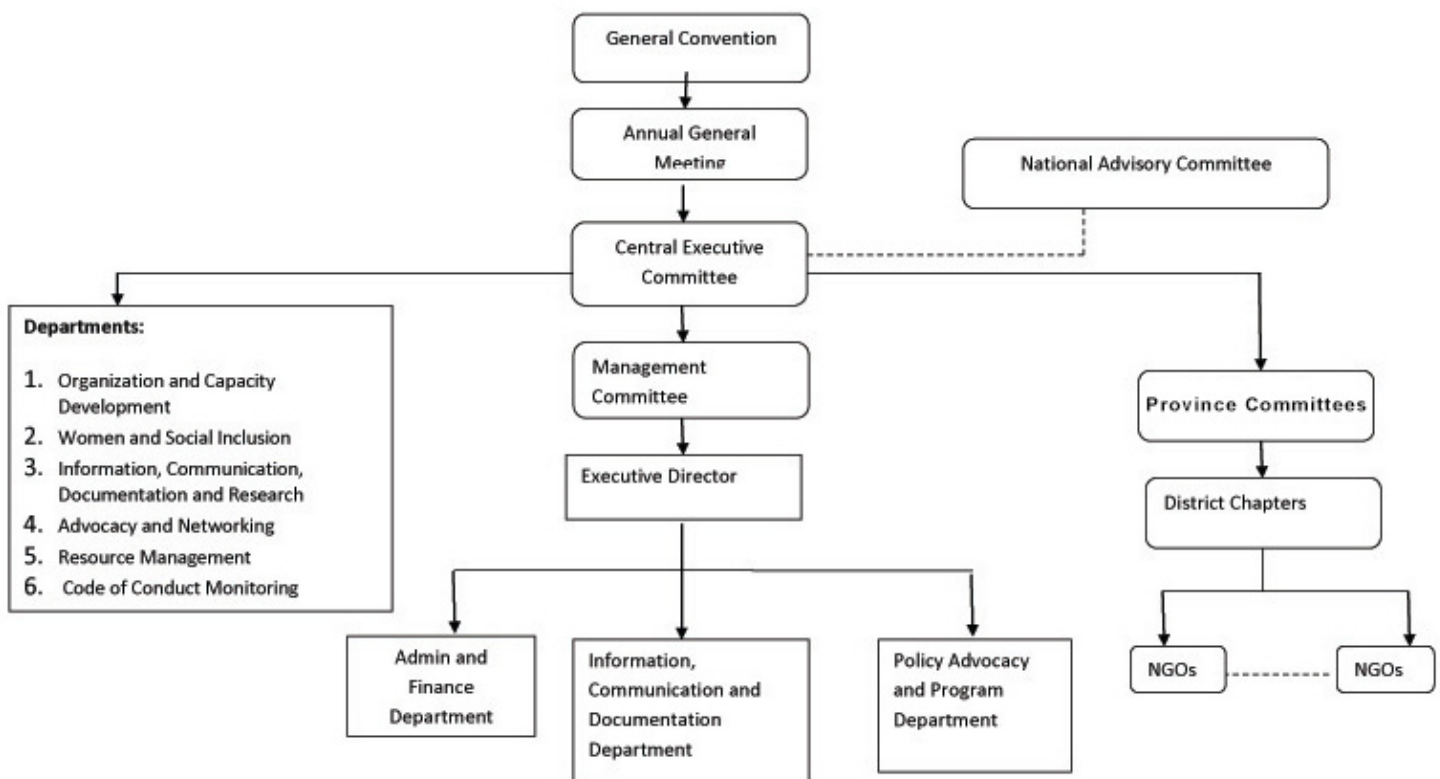 General Convention
Annual General
Meeting
National Advisory Committee
Central Executive
Committee
Departments:
1. Organization and Capacity
Development
2. Women and Social Inclusion
3. Information, Communication,
Documentation and Research
4. Advocacy and Networking
5. Resource Management
6. Code of Conduct Monitoring
Management
Committee
Province Committees
Executive Director
District Chapters
Admin and
Finance
Department
Information,
Communication and
Documentation
Department
Policy Advocacy
and Program
Department
NGOs
NGOs